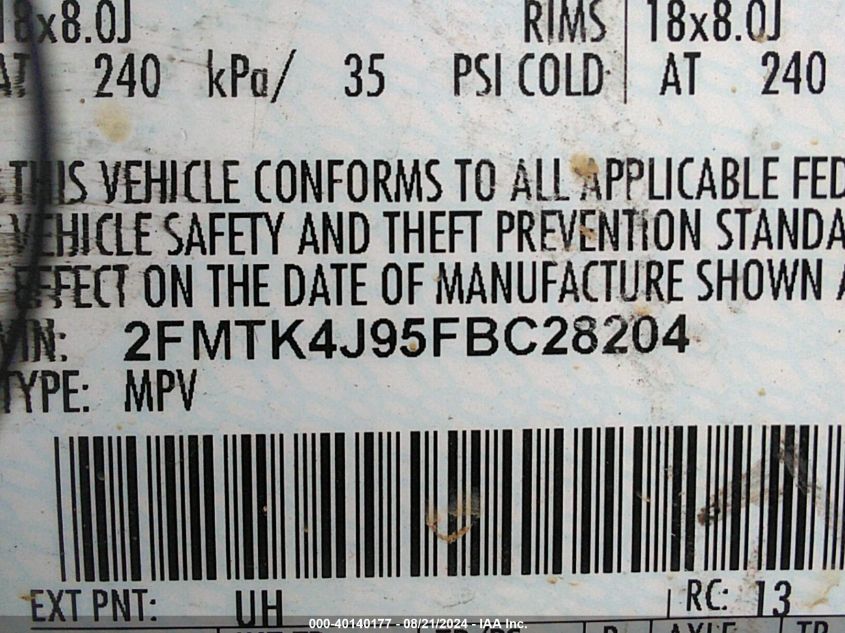 18x8.0J RIMS 18x8.0J
AT 240 kPa/ 35 PSI COLD AT 240
THIS VEHICLE CONFORMS TO ALL APPLICABLE FED
VEHICLE SAFETY AND THEFT PREVENTION STANDA
EFFECT ON THE DATE OF MANUFACTURE SHOWN A
VIN: 2FMTK4J95FBC28204
TYPE: MPV
EXT PNT: UH RC: 13
000-40140177 - 08/21/2024 - IAA Inc.